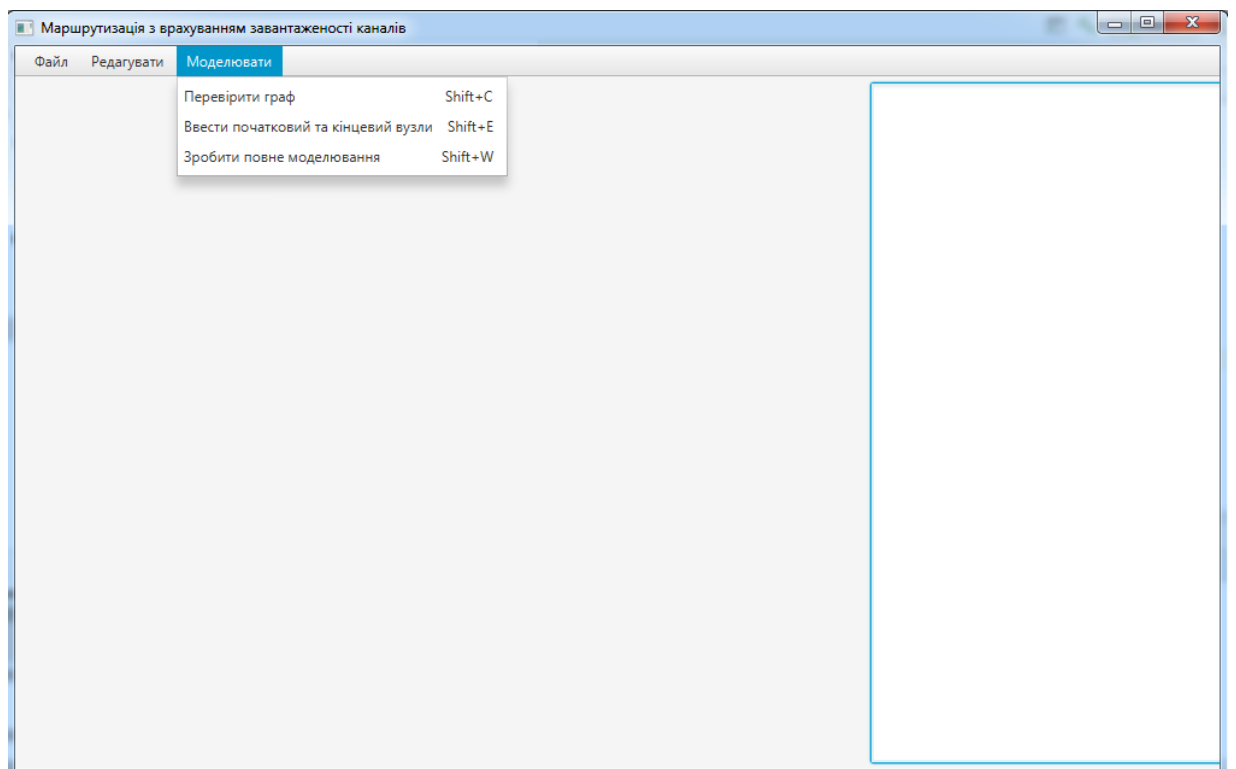 Маршрутизація з врахуванням завантаженості каналів
Файл Редагувати Моделювати
Перевірити граф Shift+C
Ввести початковий та кінцевий вузли Shift+E
Зробити повне моделювання Shift+W